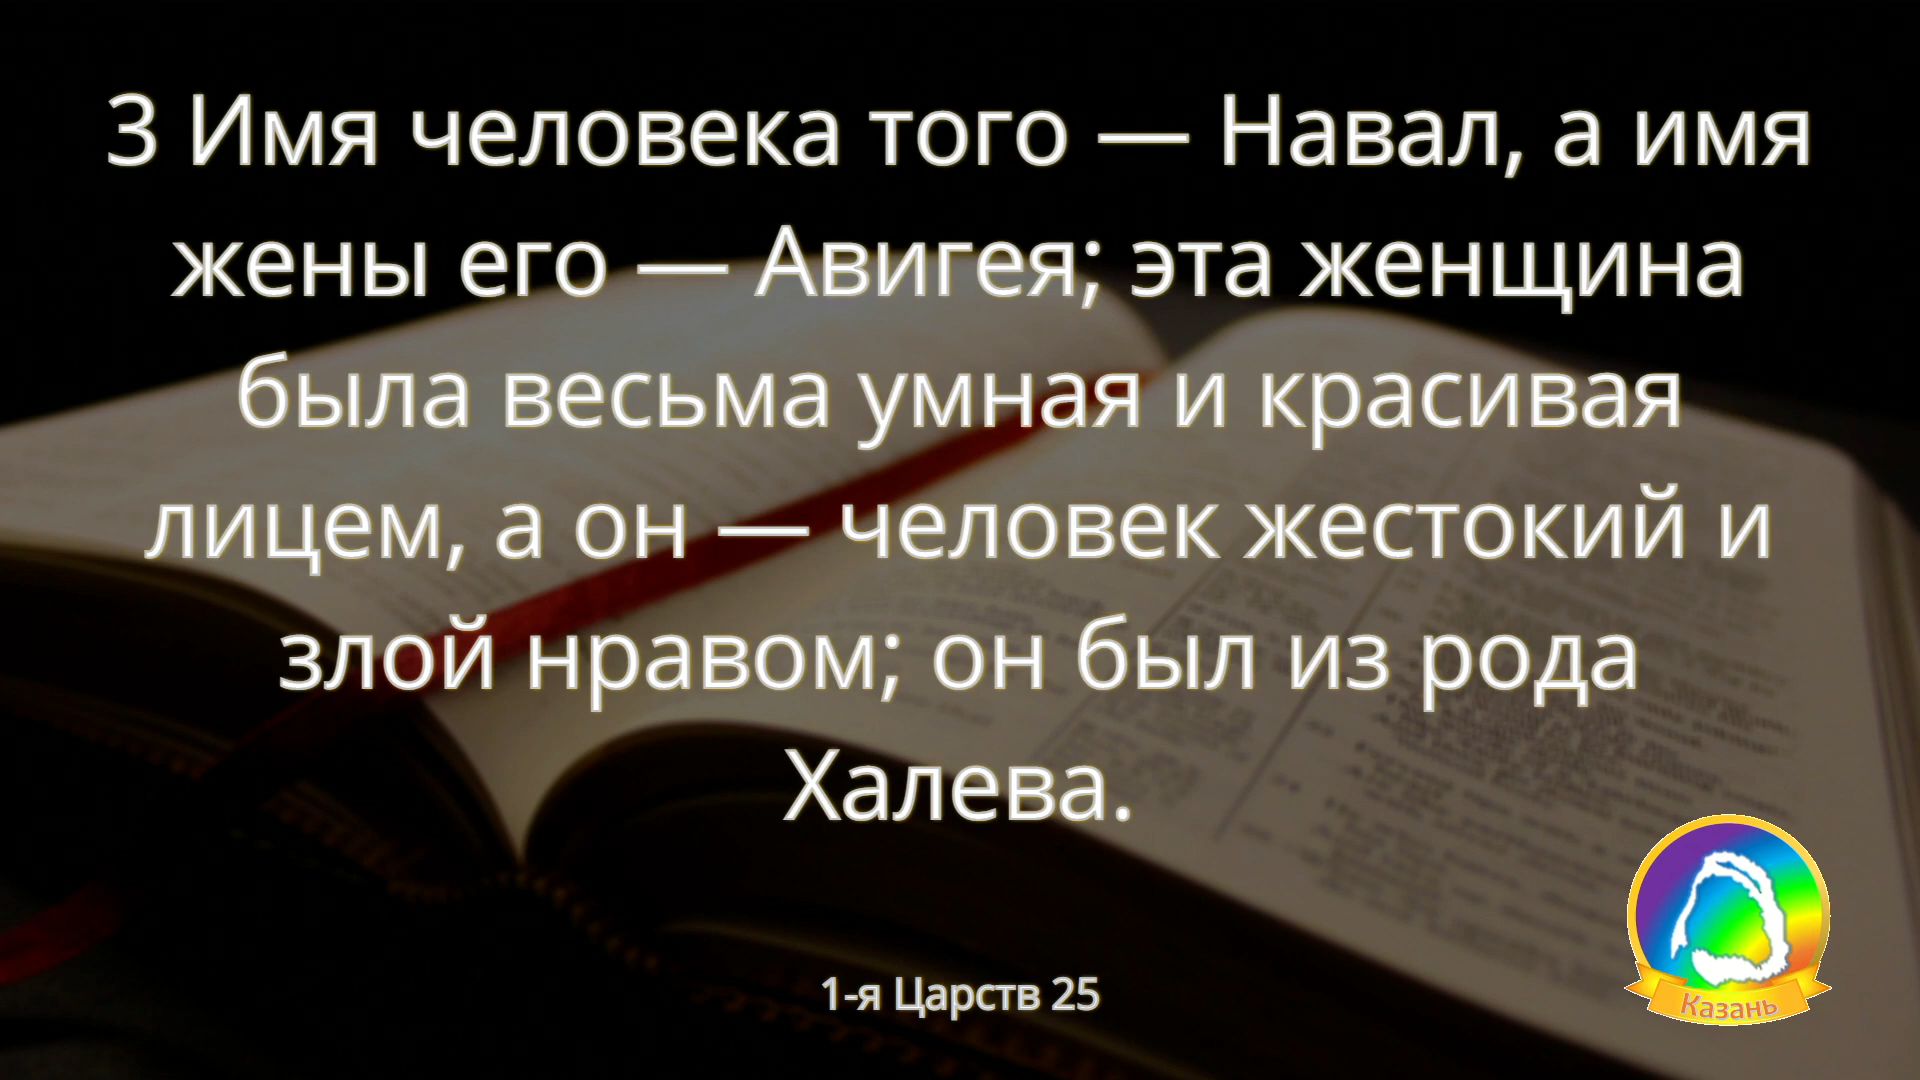 3 Имя человека того — Навал, а имя
жены его — Авигея; эта женщина
была весьма умная и красивая
лицем, а он — человек жестокий и
злой нравом; он был из рода
Халева.
1-я Царств 25
Казань